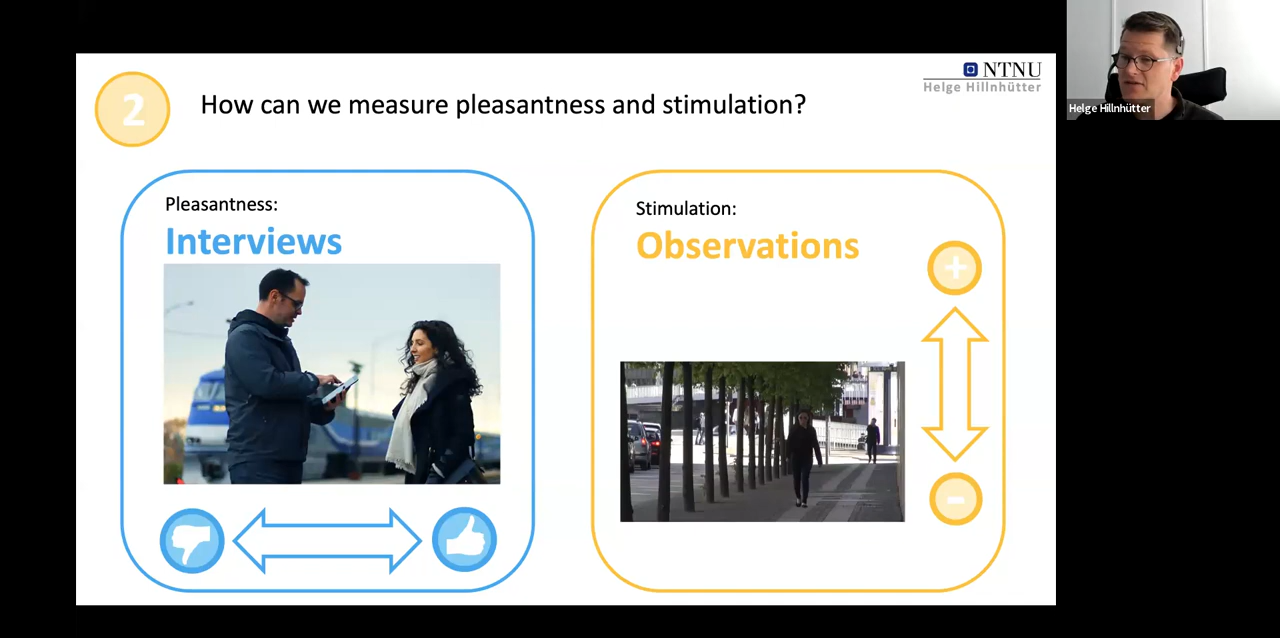 2
How can we measure pleasantness and stimulation?
NTNU
Helge Hillnhütter
Helge Hillnhütter
Pleasantness:
Interviews
Stimulation:
Observations
+
-